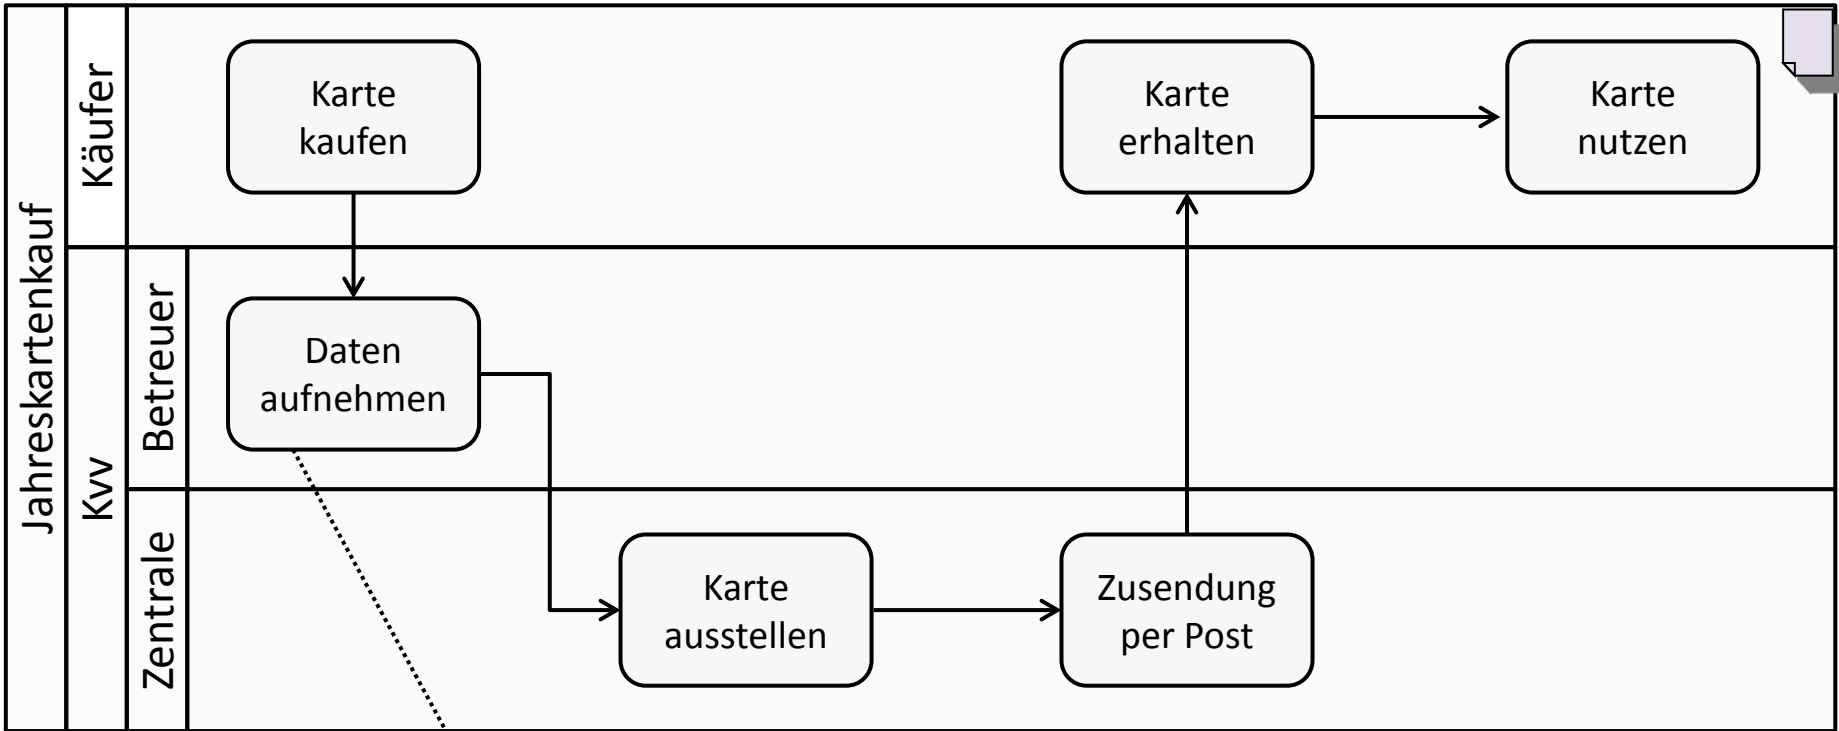 Jahreskartenkauf
Käufer
Karte
kaufen
Karte
erhalten
Karte
nutzen
Kvv
Betreuer
Daten
aufnehmen
Zentrale
Karte
ausstellen
Zusendung
per Post